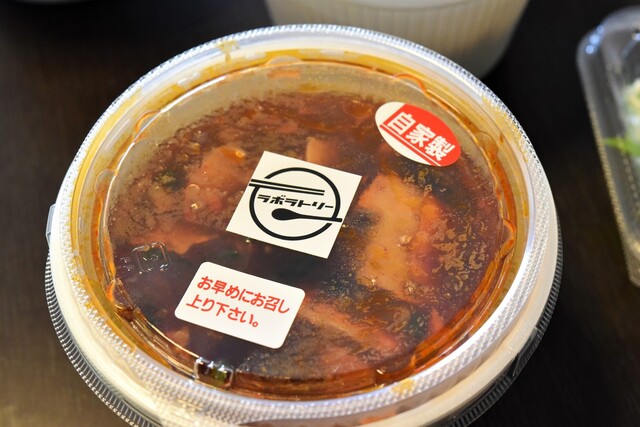 自家製
ラボラトリー
お早めにお召し
上り下さい。